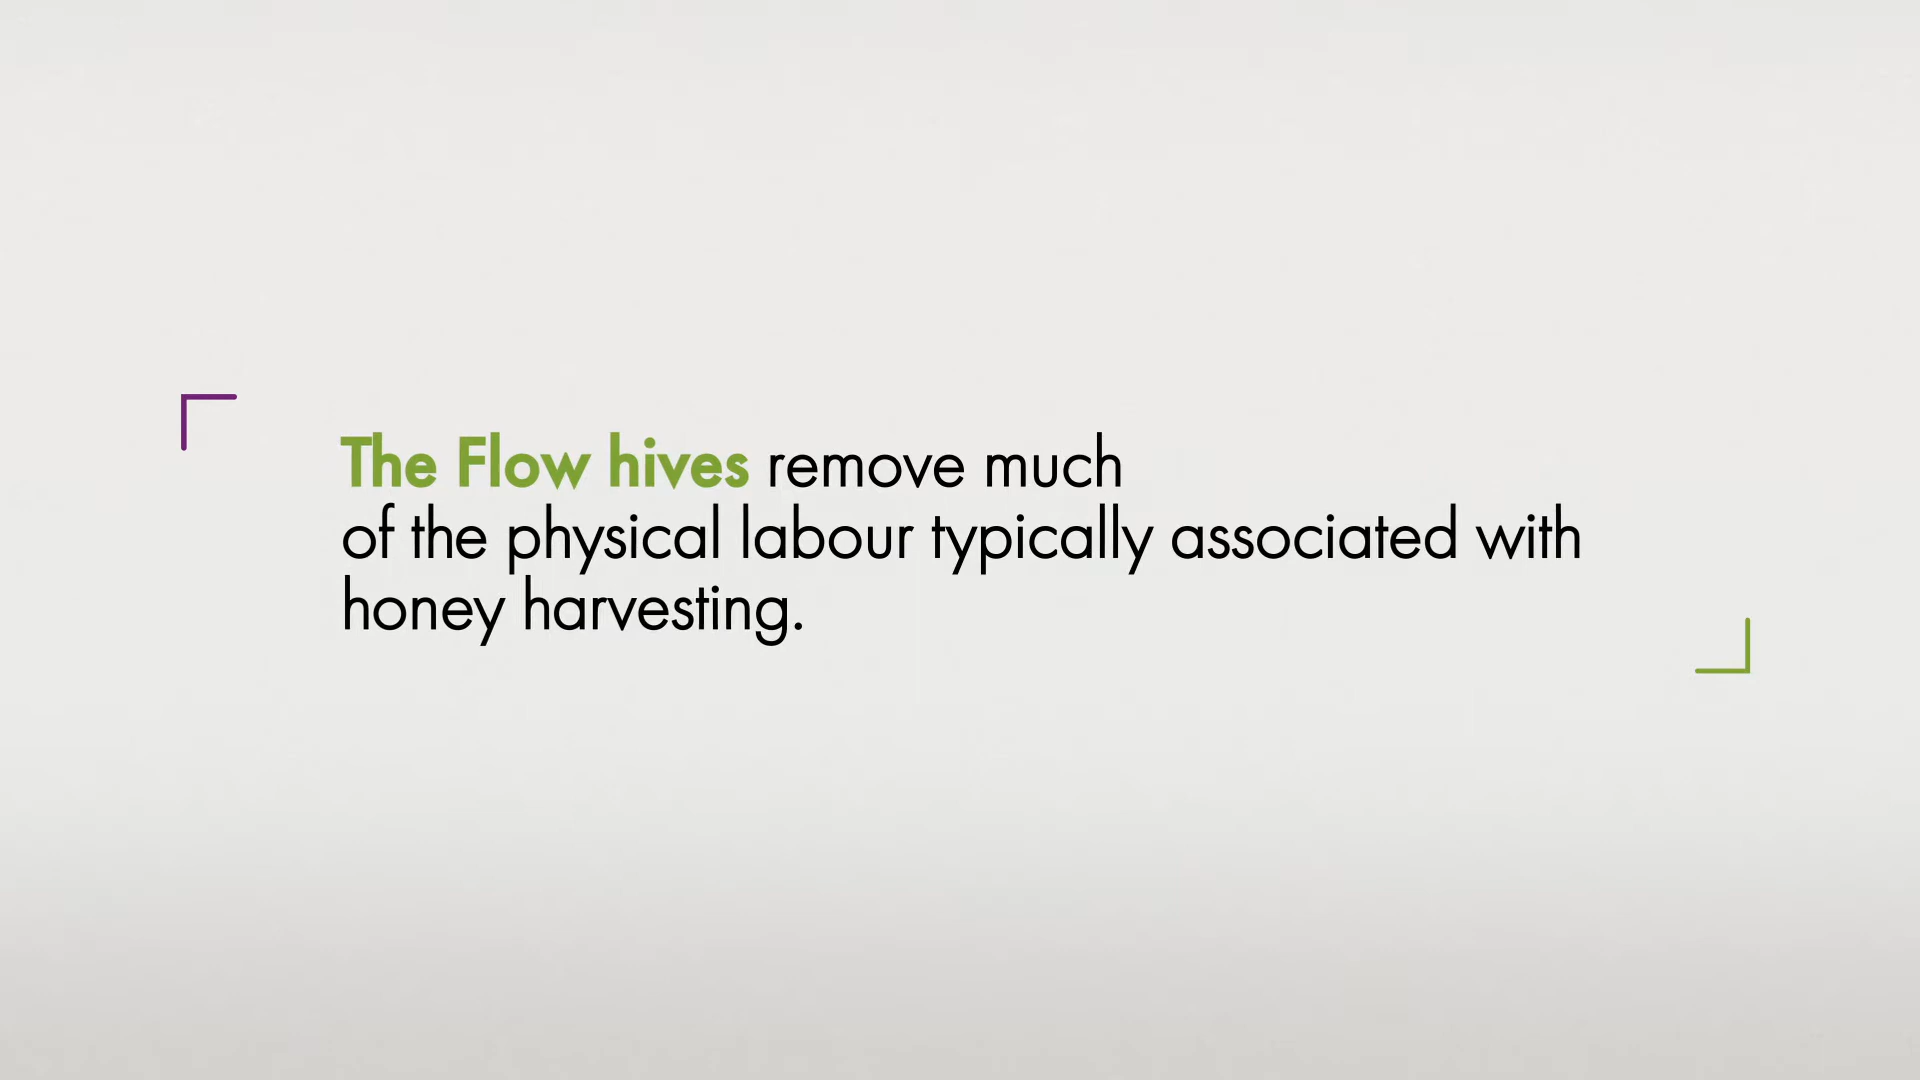 The Flow hives remove much
of the physical labour typically associated with
honey harvesting.